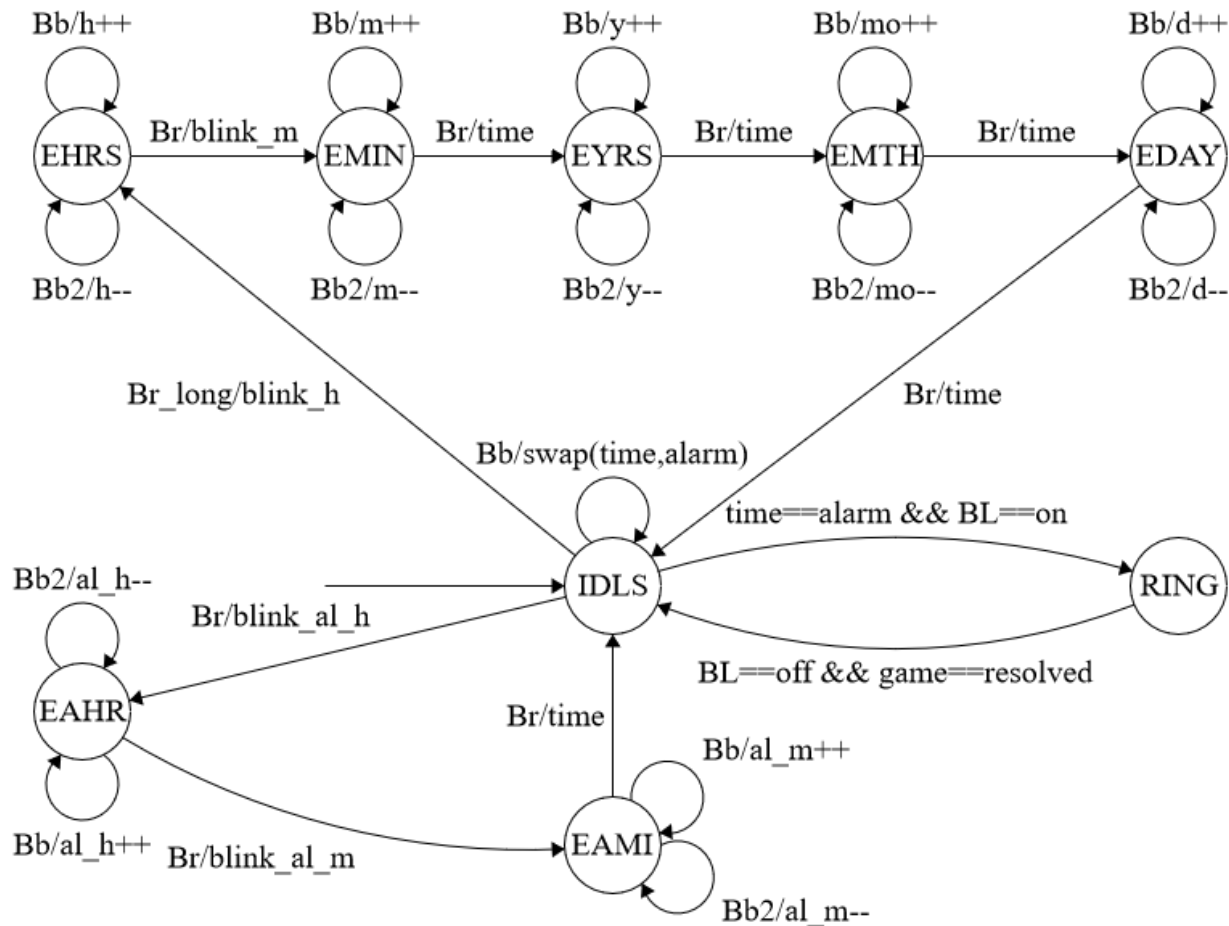 Bb/h++
Bb/m++
Bb/y++
Bb/mo++
Bb/d++
Br/blink_m
Br/time
Br/time
Br/time
EHRS
EMIN
EYRS
EMTH
EDAY
Bb2/h--
Bb2/m--
Bb2/y--
Bb2/mo--
Bb2/d--
Br_long/blink_h
Br/time
Bb/swap(time,alarm)
time==alarm && BL==on
Bb2/al_h--
IDLS
RING
Br/blink_al_h
BL==off && game==resolved
EAHR
Br/time
Bb/al_m++
Bb/al_h++
Br/blink_al_m
EAMI
Bb2/al_m--